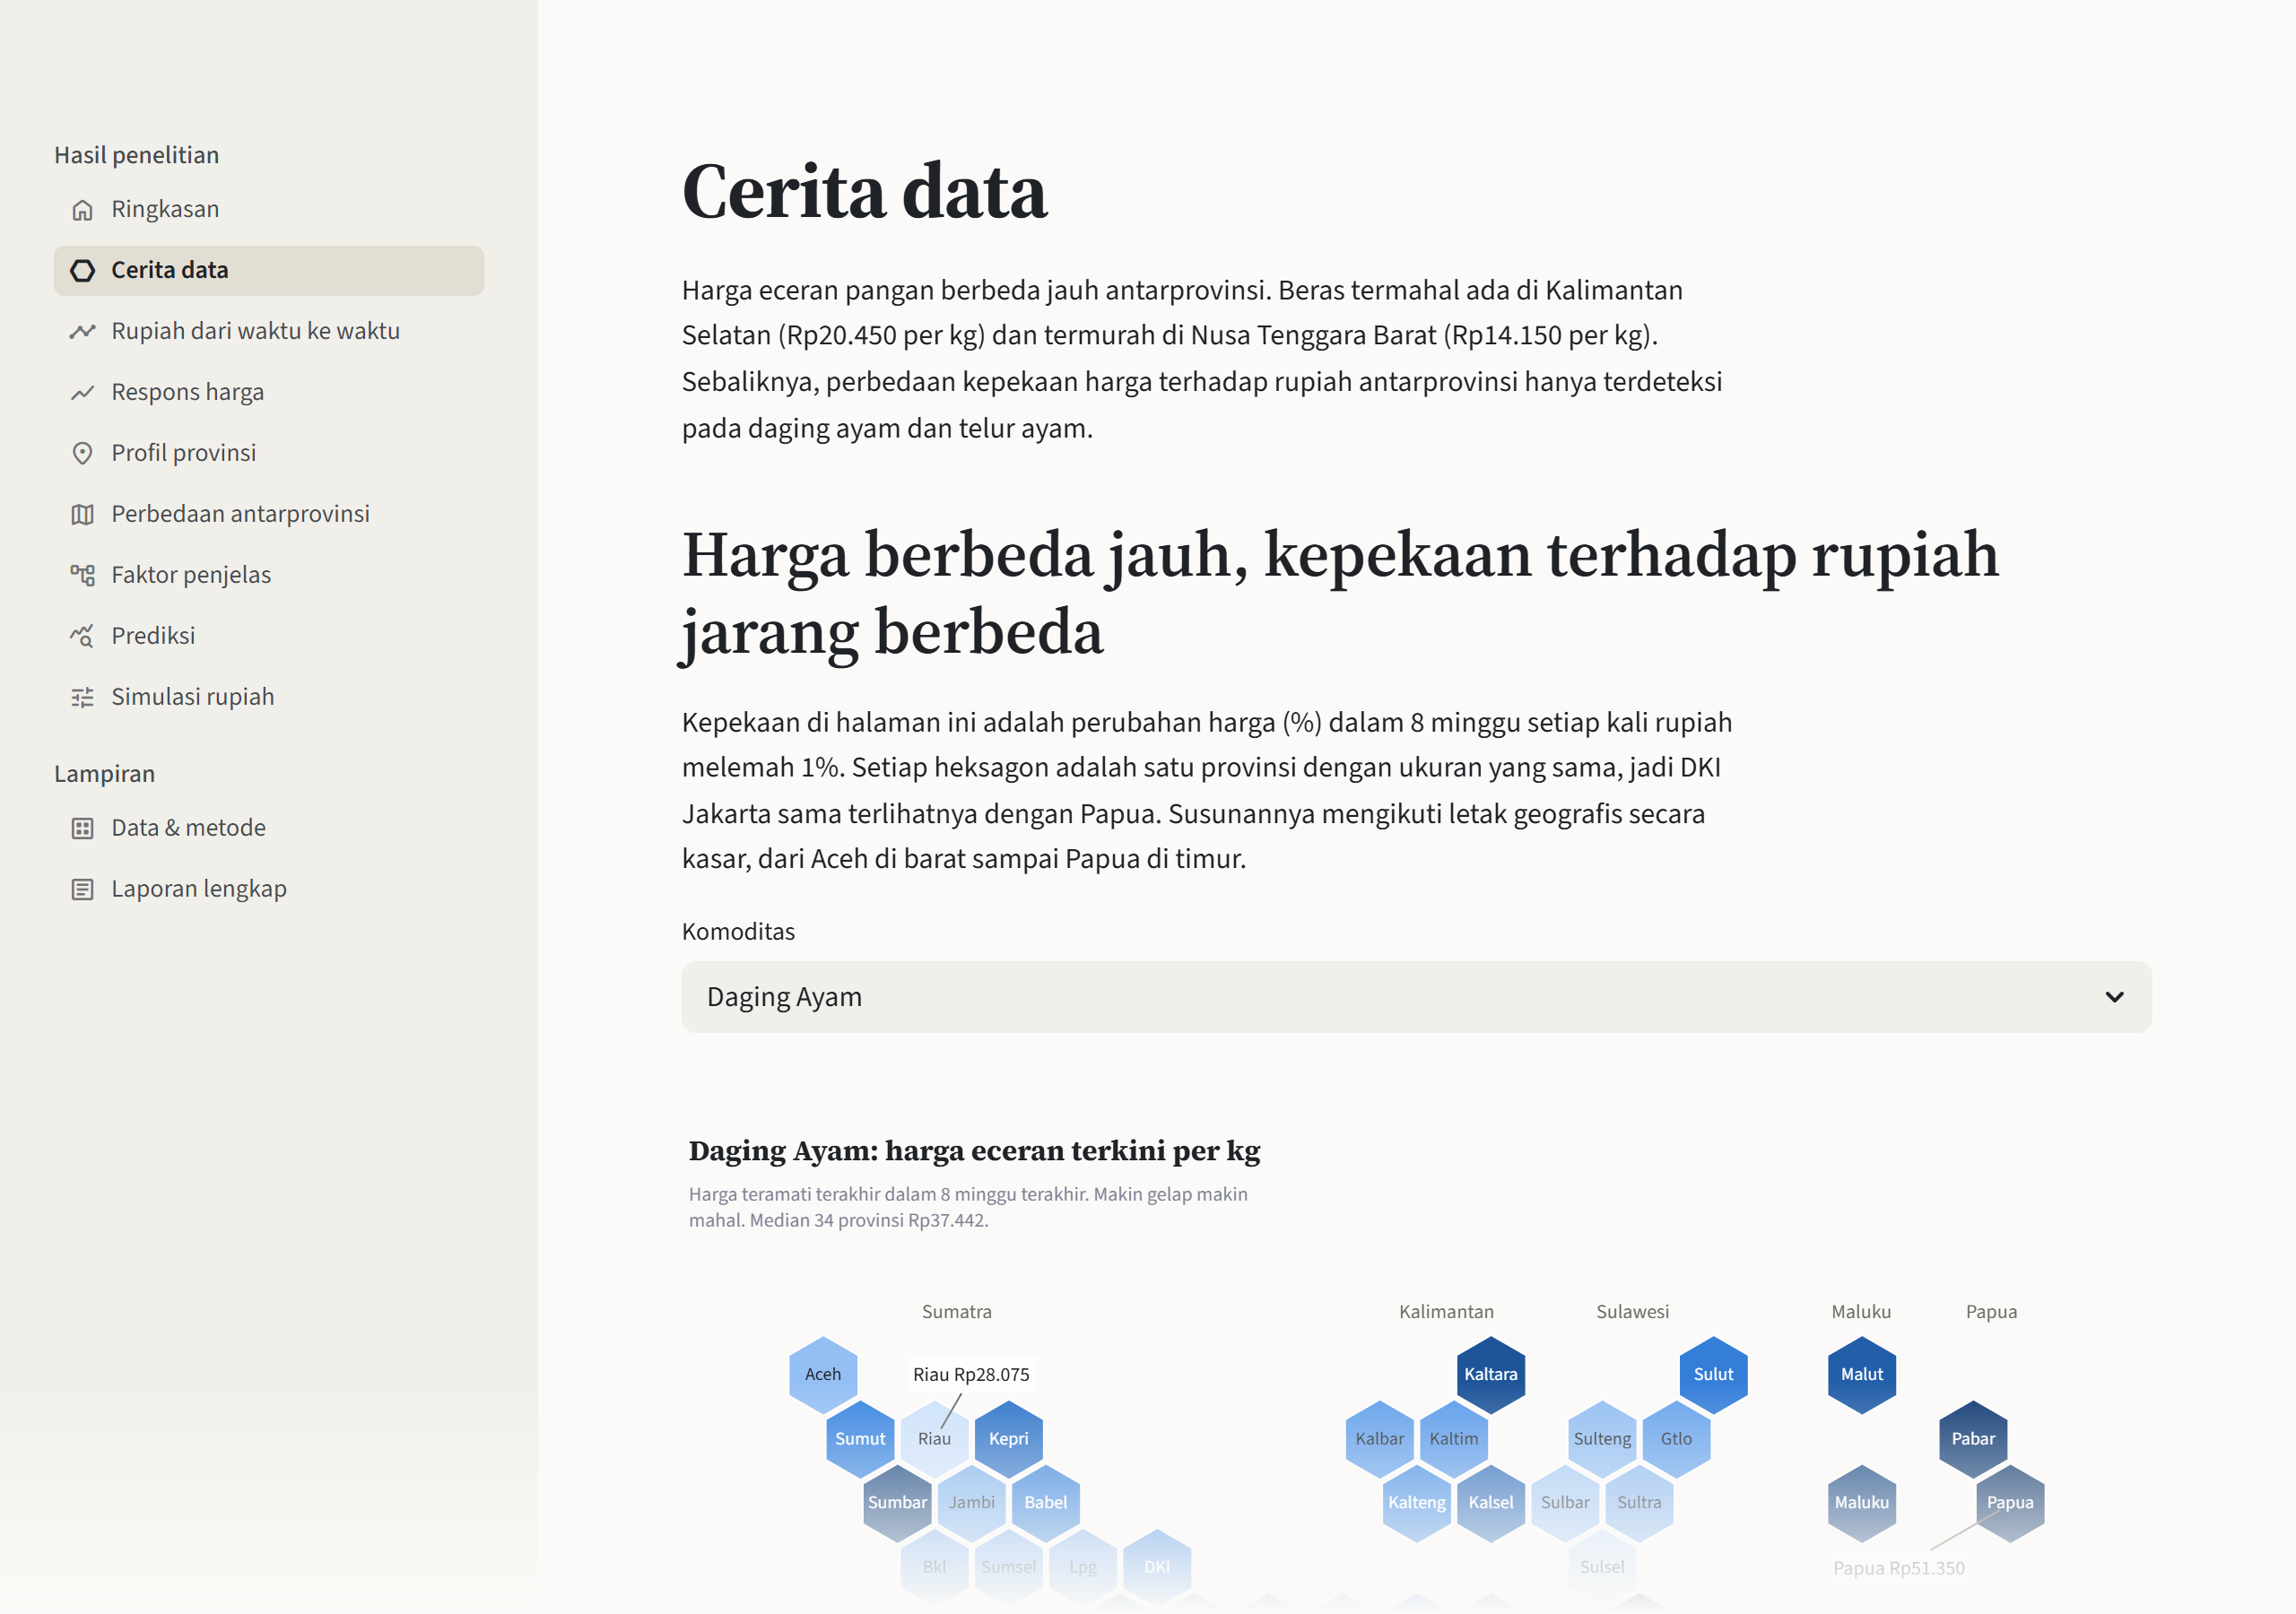 Hasil penelitian
Ringkasan
Cerita data
Rupiah dari waktu ke waktu
Respons harga
Profil provinsi
Perbedaan antarprovinsi
Faktor penjelas
Prediksi
Simulasi rupiah
Lampiran
Data & metode
Laporan lengkap
Cerita data
Harga eceran pangan berbeda jauh antarprovinsi. Beras termahal ada di Kalimantan
Selatan (Rp20.450 per kg) dan termurah di Nusa Tenggara Barat (Rp14.150 per kg).
Sebaliknya, perbedaan kepekaan harga terhadap rupiah antarprovinsi hanya terdeteksi
pada daging ayam dan telur ayam.
Harga berbeda jauh, kepekaan terhadap rupiah
jarang berbeda
Kepekaan di halaman ini adalah perubahan harga (%) dalam 8 minggu setiap kali rupiah
melemah 1%. Setiap heksagon adalah satu provinsi dengan ukuran yang sama, jadi DKI
Jakarta sama terlihatnya dengan Papua. Susunannya mengikuti letak geografis secara
kasar, dari Aceh di barat sampai Papua di timur.
Komoditas
Daging Ayam
Daging Ayam: harga eceran terkini per kg
Harga teramati terakhir dalam 8 minggu terakhir. Makin gelap makin
mahal. Median 34 provinsi Rp37.442.
Sumatra Kalimantan Sulawesi Maluku Papua
Aceh Riau Rp28.075 Kaltara Sulut Malut
Sumut Riau Kepri Kalbar Kaltim Sulteng Gtlo Pabar
Sumbar Jambi Babel Kalteng Kalsel Sulbar Sultra Maluku Papua
Bkl Sumsel Lpg DKI Sulsel Papua Rp51.350